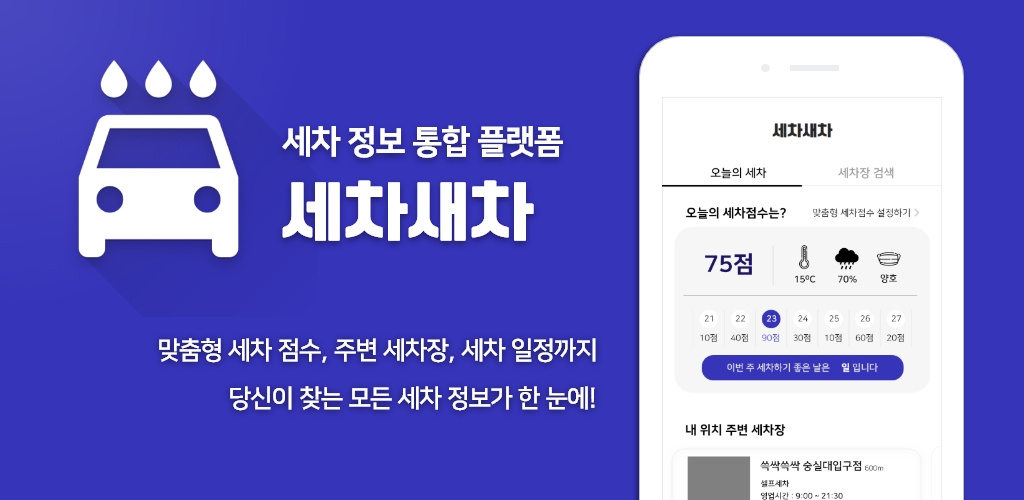 세차 정보 통합 플랫폼
세차새차
맞춤형 세차 점수, 주변 세차장, 세차 일정까지
당신이 찾는 모든 세차 정보가 한 눈에!
세차새차
오늘의 세차 세차장 검색
오늘의 세차점수는? 맞춤형 세차점수 설정하기 >
75점 15ºC 70% 양호
21 22 23 24 25 26 27
10점 40점 90점 30점 10점 60점 20점
이번 주 세차하기 좋은 날은 일 입니다
내 위치 주변 세차장
쓱싹쓱싹 숭실대입구점 600m
셀프세차
영업시간 : 9:00 ~ 21:30